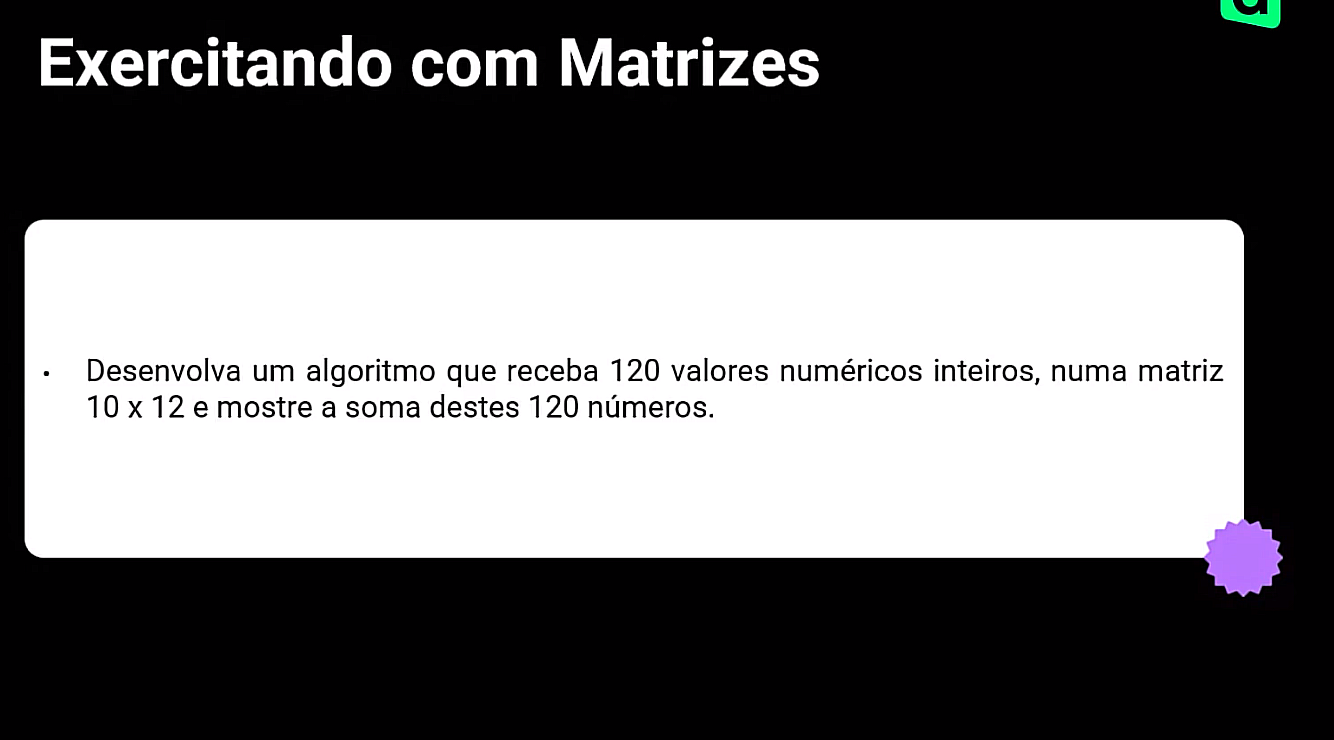 Exercitando com Matrizes
• Desenvolva um algoritmo que receba 120 valores numéricos inteiros, numa matriz
10 x 12 e mostre a soma destes 120 números.